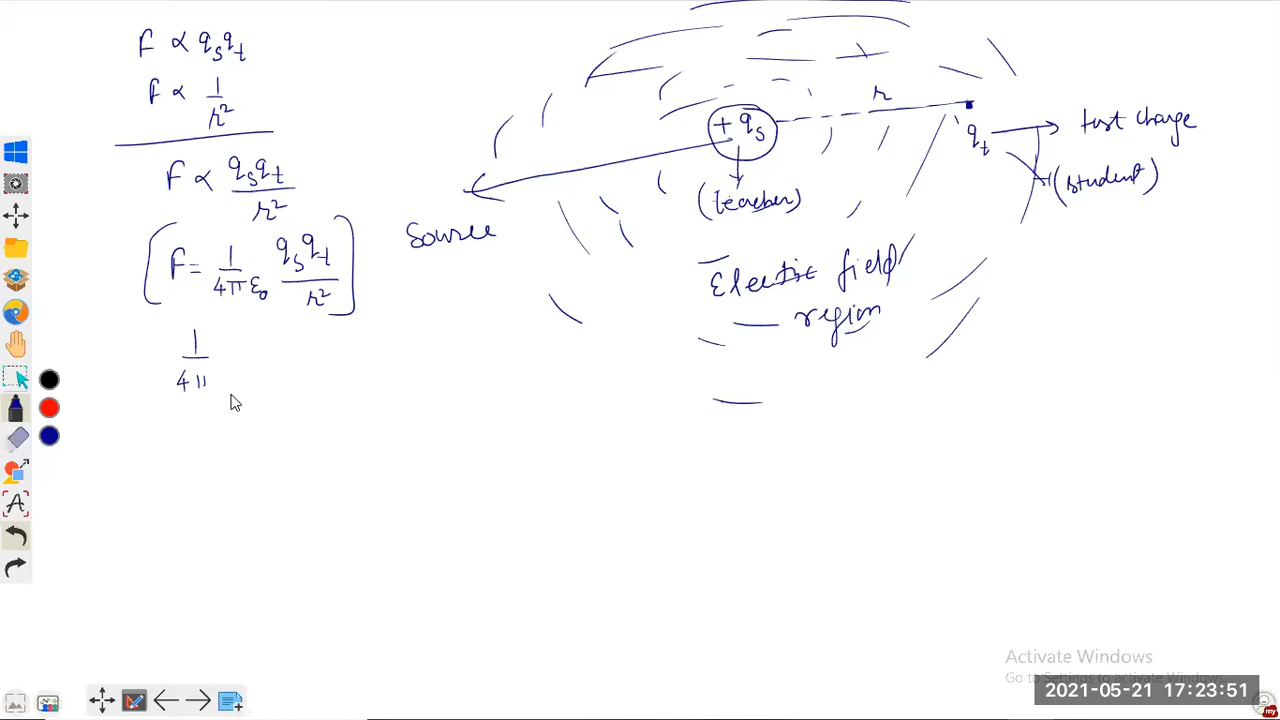 F ∝ qₛqₜ
F ∝ 1/r²
F ∝ qₛqₜ/r²
[F = 1/4πε₀ qₛqₜ/r²]
1/4π
r
+ qₛ
qₜ → test charge
(teacher)
(student)
Source
Electric field
region
Activate Windows
Go to Settings to activate Windows.
2021-05-21 17:23:51